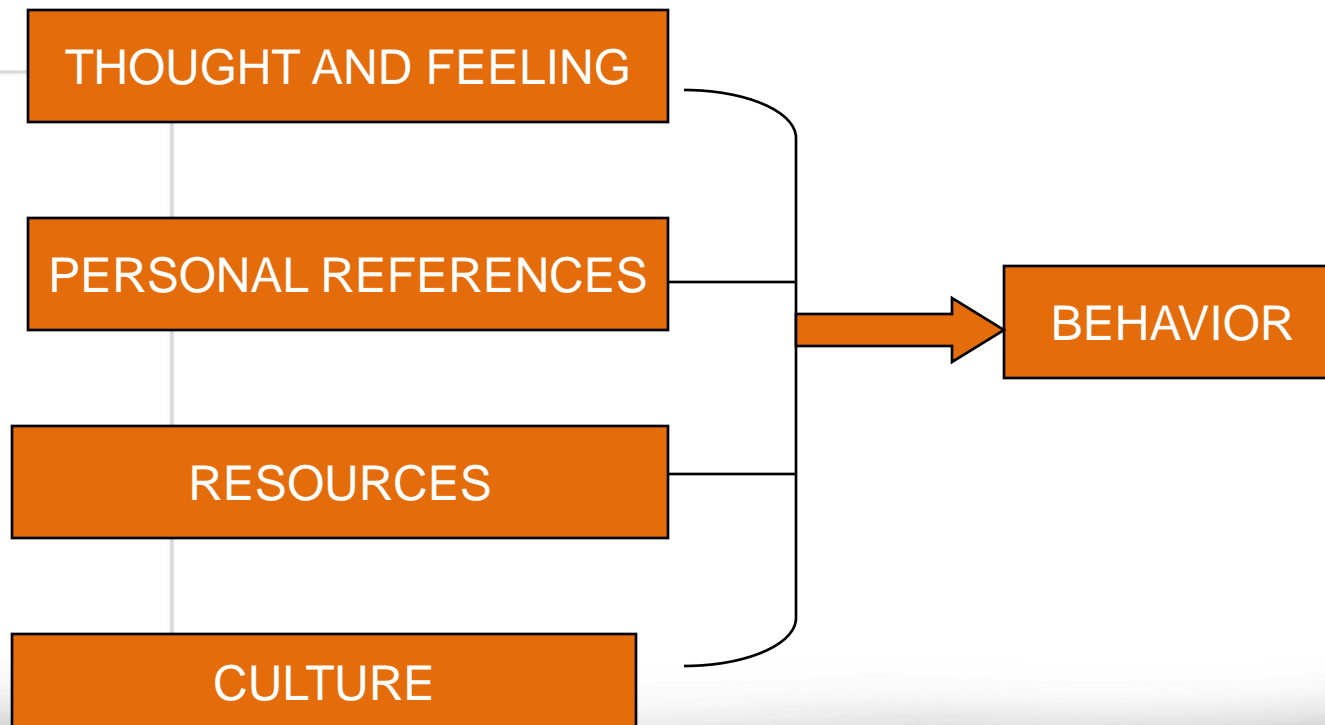 THOUGHT AND FEELING
PERSONAL REFERENCES
RESOURCES
CULTURE
BEHAVIOR